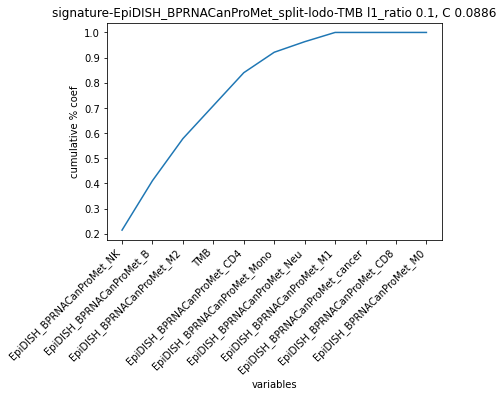 signature-EpiDISH_BPRNACanProMet_split-lodo-TMB l1_ratio 0.1, C 0.0886
cumulative % coef
1.0
0.9
0.8
0.7
0.6
0.5
0.4
0.3
0.2
EpiDISH_BPRNACanProMet_NK
EpiDISH_BPRNACanProMet_B
EpiDISH_BPRNACanProMet_M2
TMB
EpiDISH_BPRNACanProMet_CD4
EpiDISH_BPRNACanProMet_Mono
EpiDISH_BPRNACanProMet_Neu
EpiDISH_BPRNACanProMet_M1
EpiDISH_BPRNACanProMet_cancer
EpiDISH_BPRNACanProMet_CD8
EpiDISH_BPRNACanProMet_M0
variables